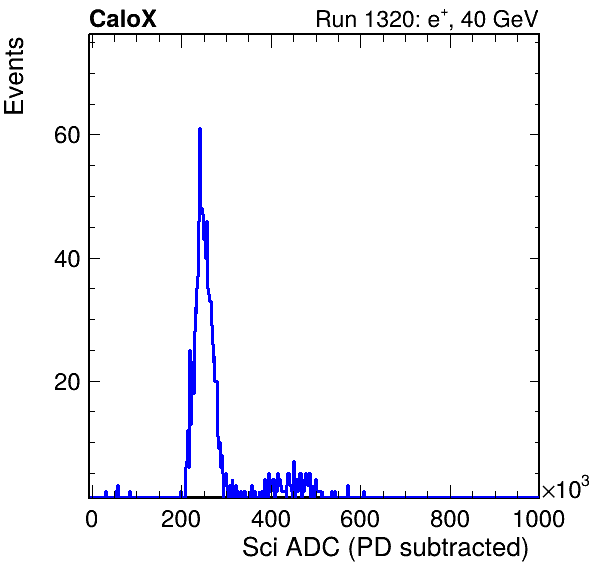 CaloX Run 1320: e⁺, 40 GeV
Events
60
40
20
0 200 400 600 800 1000 ×10³
Sci ADC (PD subtracted)